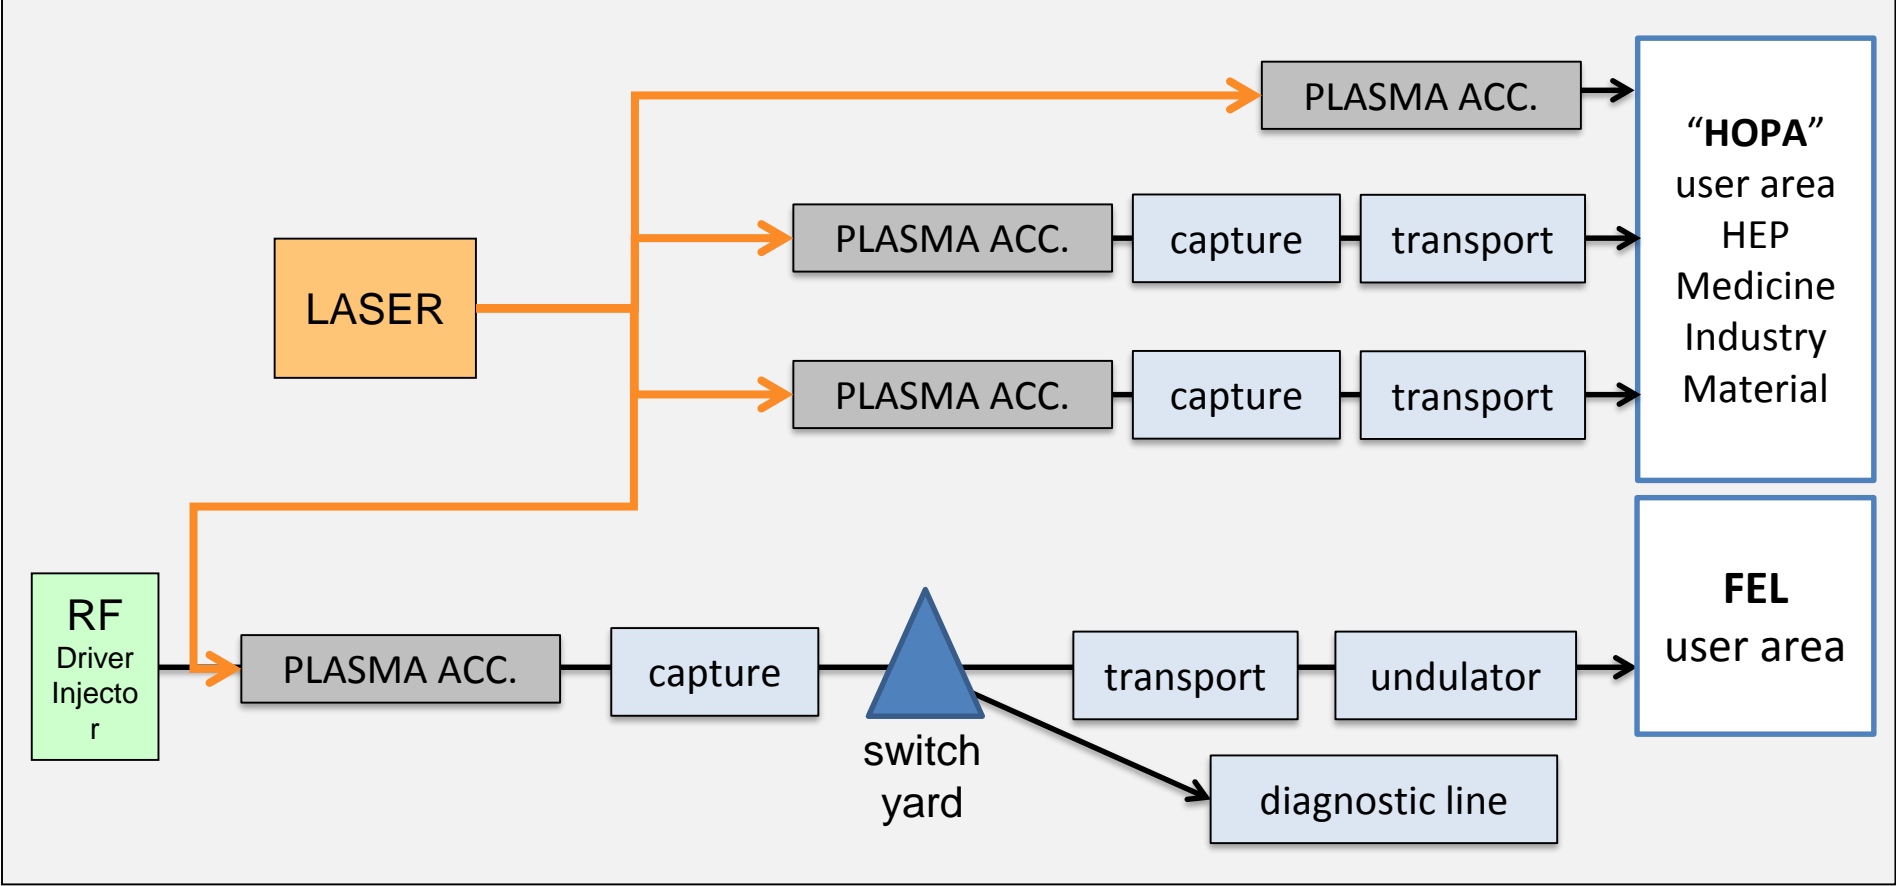 PLASMA ACC.
“HOPA”
user area
HEP
Medicine
Industry
Material
PLASMA ACC.
capture
transport
LASER
PLASMA ACC.
capture
transport
FEL
user area
RF
Driver
Injecto
r
PLASMA ACC.
capture
switch
yard
transport
undulator
diagnostic line